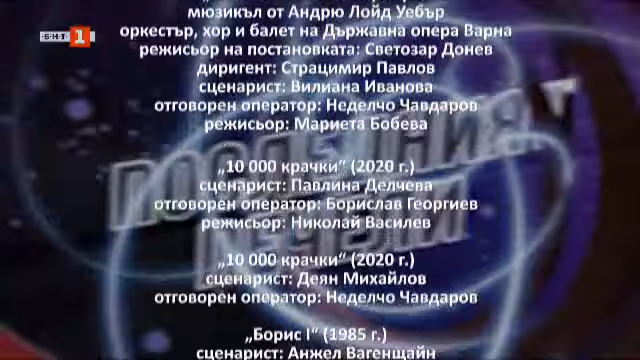 БНТ 1
мюзикъл от Андрю Лойд Уебър
оркестър, хор и балет на Държавна опера Варна
режисьор на постановката: Светозар Донев
диригент: Страцимир Павлов
сценарист: Вилиана Иванова
отговорен оператор: Неделчо Чавдаров
режисьор: Мариета Бобева
„10 000 крачки“ (2020 г.)
сценарист: Павлина Делчева
отговорен оператор: Борислав Георгиев
режисьор: Николай Василев
„10 000 крачки“ (2020 г.)
сценарист: Деян Михайлов
отговорен оператор: Неделчо Чавдаров
„Борис I“ (1985 г.)
сценарист: Анжел Вагенщайн